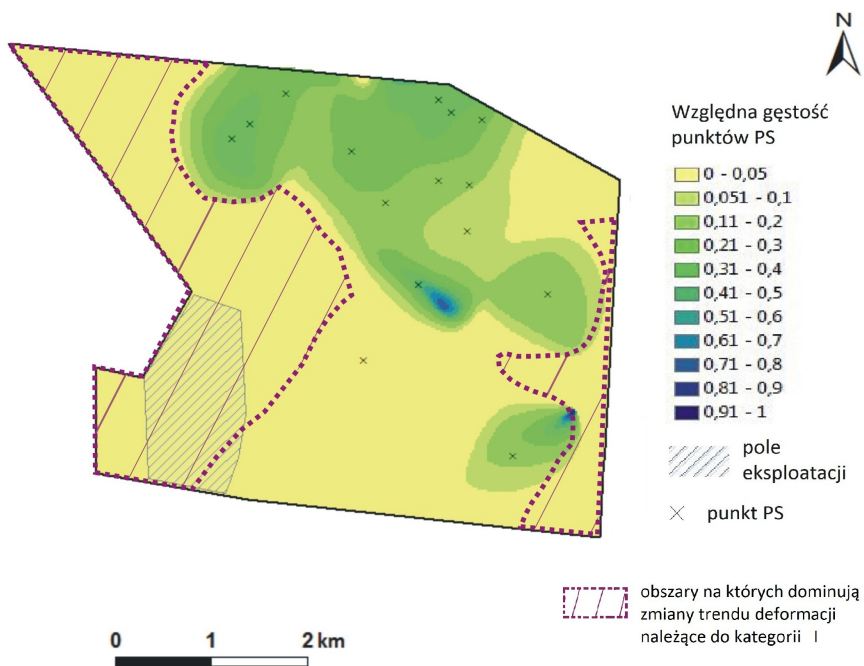 N
Względna gęstość
punktów PS
0 - 0,05
0,051 - 0,1
0,11 - 0,2
0,21 - 0,3
0,31 - 0,4
0,41 - 0,5
0,51 - 0,6
0,61 - 0,7
0,71 - 0,8
0,81 - 0,9
0,91 - 1
pole
eksploatacji
punkt PS
obszary na których dominują
zmiany trendu deformacji
należące do kategorii I
0 1 2 km